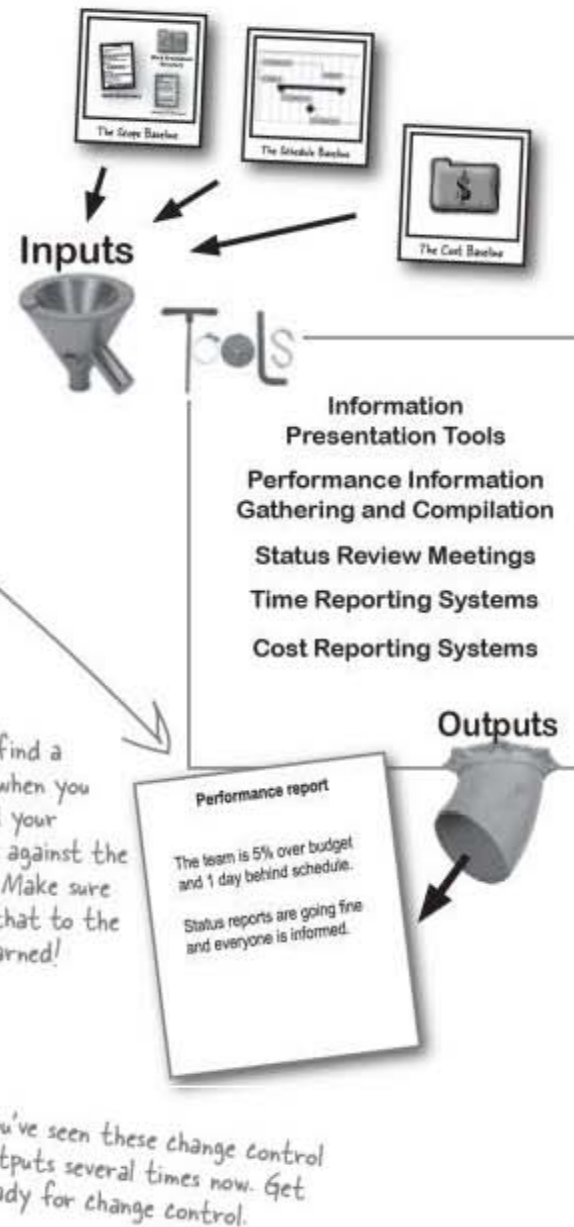 The Scope Baseline
The Schedule Baseline
The Cost Baseline
Inputs
Tools
Information
Presentation Tools
Performance Information
Gathering and Compilation
Status Review Meetings
Time Reporting Systems
Cost Reporting Systems
Outputs
find a
when you
your
against the
Make sure
that to the
arned!
Performance report
The team is 5% over budget
and 1 day behind schedule.
Status reports are going fine
and everyone is informed.
u've seen these change control
tputs several times now. Get
ady for change control.